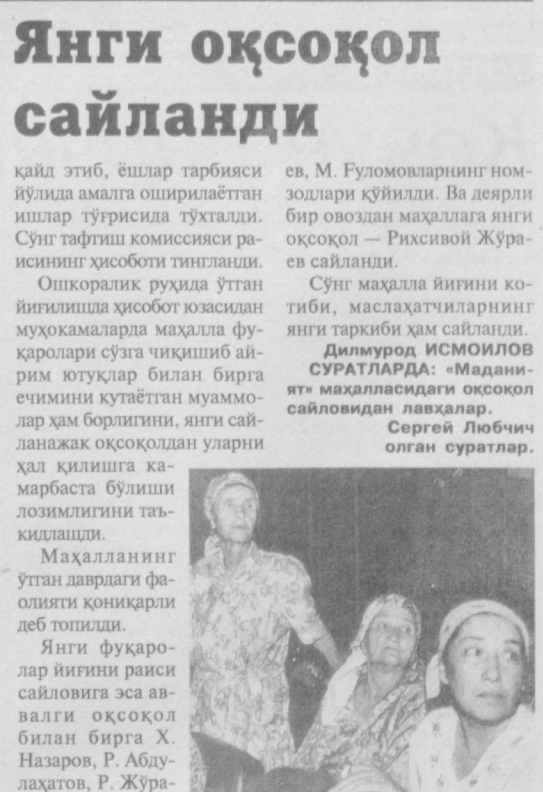 Янги оқсоқол
сайланди
қайд этиб, ёшлар тарбияси
йўлида амалга оширилаётган
ишлар тўғрисида тўхталди.
Сўнг тафтиш комиссияси ра-
исининг ҳисоботи тингланди.
Ошкоралик руҳида ўтган
йиғилишда ҳисобот юзасидан
муҳокамаларда маҳалла фу-
қаролари сўзга чиқишиб ай-
рим ютуқлар билан бирга
ечимини кутаётган муаммо-
лар ҳам борлигини, янги сай-
ланажак оқсоқолдан уларни
ҳал қилишга ка-
марбаста бўлиши
лозимлигини таъ-
кидлашди.
Маҳалланинг
ўтган даврдаги фа-
олияти қониқарли
деб топилди.
Янги фуқаро-
лар йиғини раиси
сайловига эса ав-
валги оқсоқол
билан бирга Х.
Назаров, Р. Абду-
лаҳатов, Р. Жўра-
ев, М. Ғуломовларнинг ном-
зодлари қўйилди. Ва деярли
бир овоздан маҳаллага янги
оқсоқол — Рихсивой Жўра-
ев сайланди.
Сўнг маҳалла йиғини ко-
тиби, маслаҳатчиларнинг
янги таркиби ҳам сайланди.
Дилмурод ИСМОИЛОВ
СУРАТЛАРДА: «Мадани-
ят» маҳалласидаги оқсоқол
сайловидан лавҳалар.
Сергей Любчич
олган суратлар.